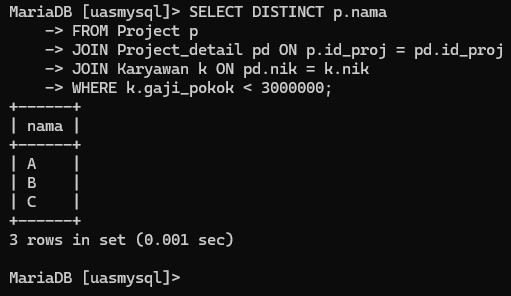 MariaDB [uasmysql]> SELECT DISTINCT p.nama
    -> FROM Project p
    -> JOIN Project_detail pd ON p.id_proj = pd.id_proj
    -> JOIN Karyawan k ON pd.nik = k.nik
    -> WHERE k.gaji_pokok < 3000000;
+------+
| nama |
+------+
| A    |
| B    |
| C    |
+------+
3 rows in set (0.001 sec)

MariaDB [uasmysql]>